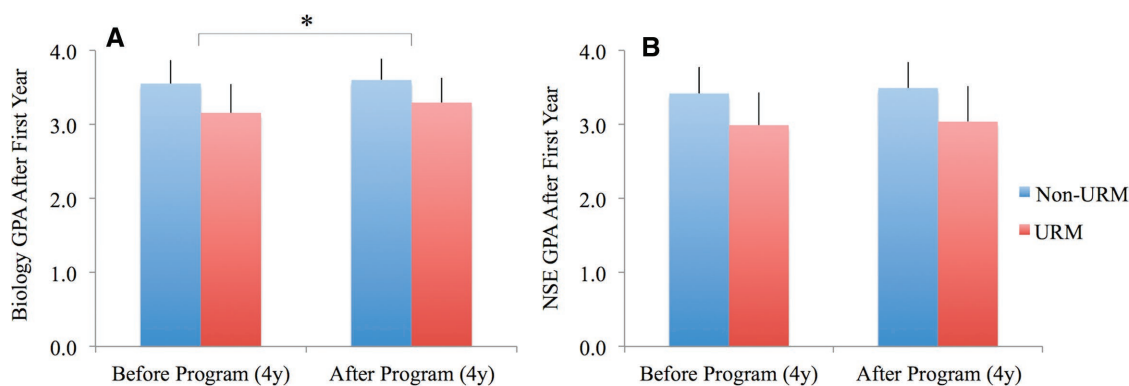 A
*
Biology GPA After First Year
4.0
3.0
2.0
1.0
0.0
Before Program (4y)
After Program (4y)
B
NSE GPA After First Year
4.0
3.0
2.0
1.0
0.0
Before Program (4y)
After Program (4y)
Non-URM
URM